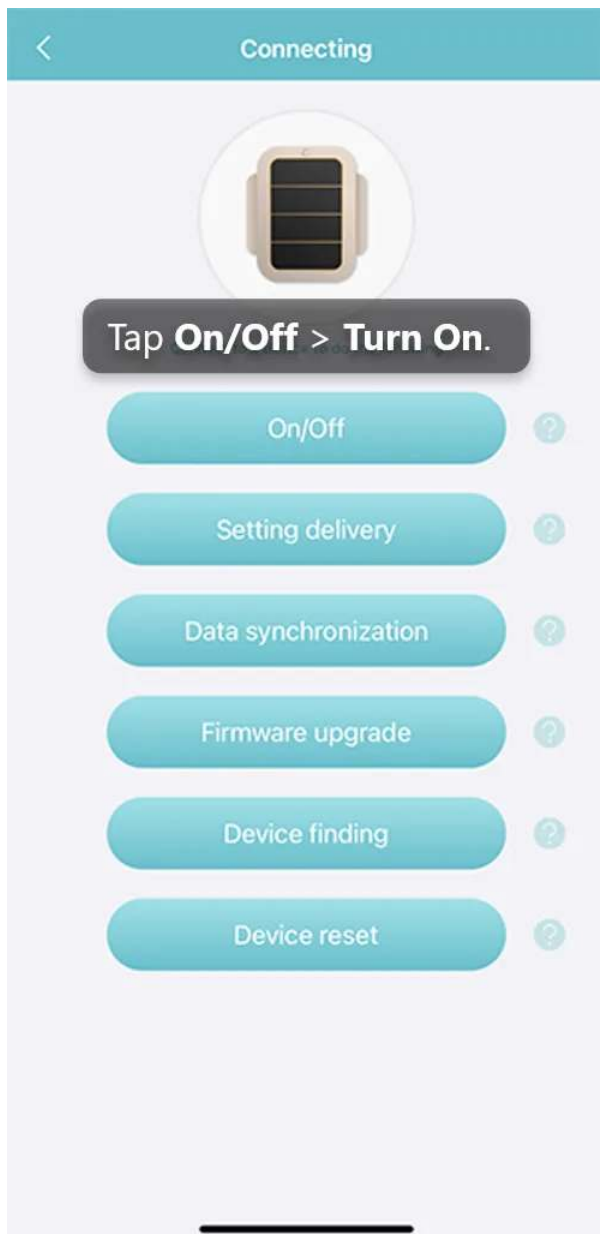 Connecting
Tap On/Off > Turn On.
On/Off
?
Setting delivery
?
Data synchronization
?
Firmware upgrade
?
Device finding
?
Device reset
?